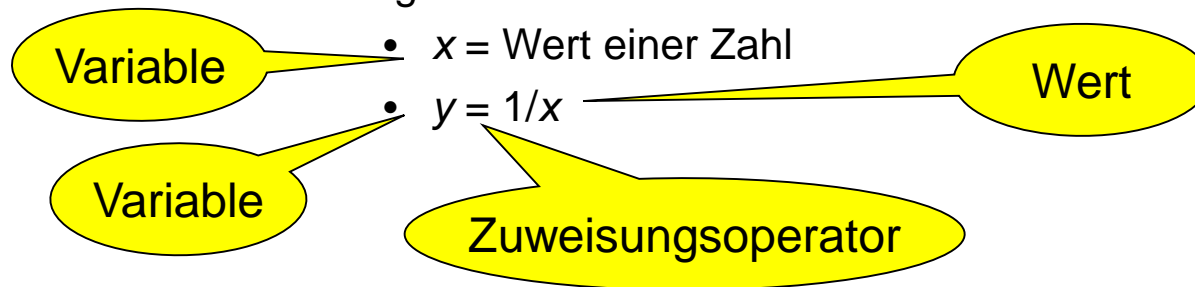 • x = Wert einer Zahl
Variable
Wert
• y = 1/x
Variable
Zuweisungsoperator